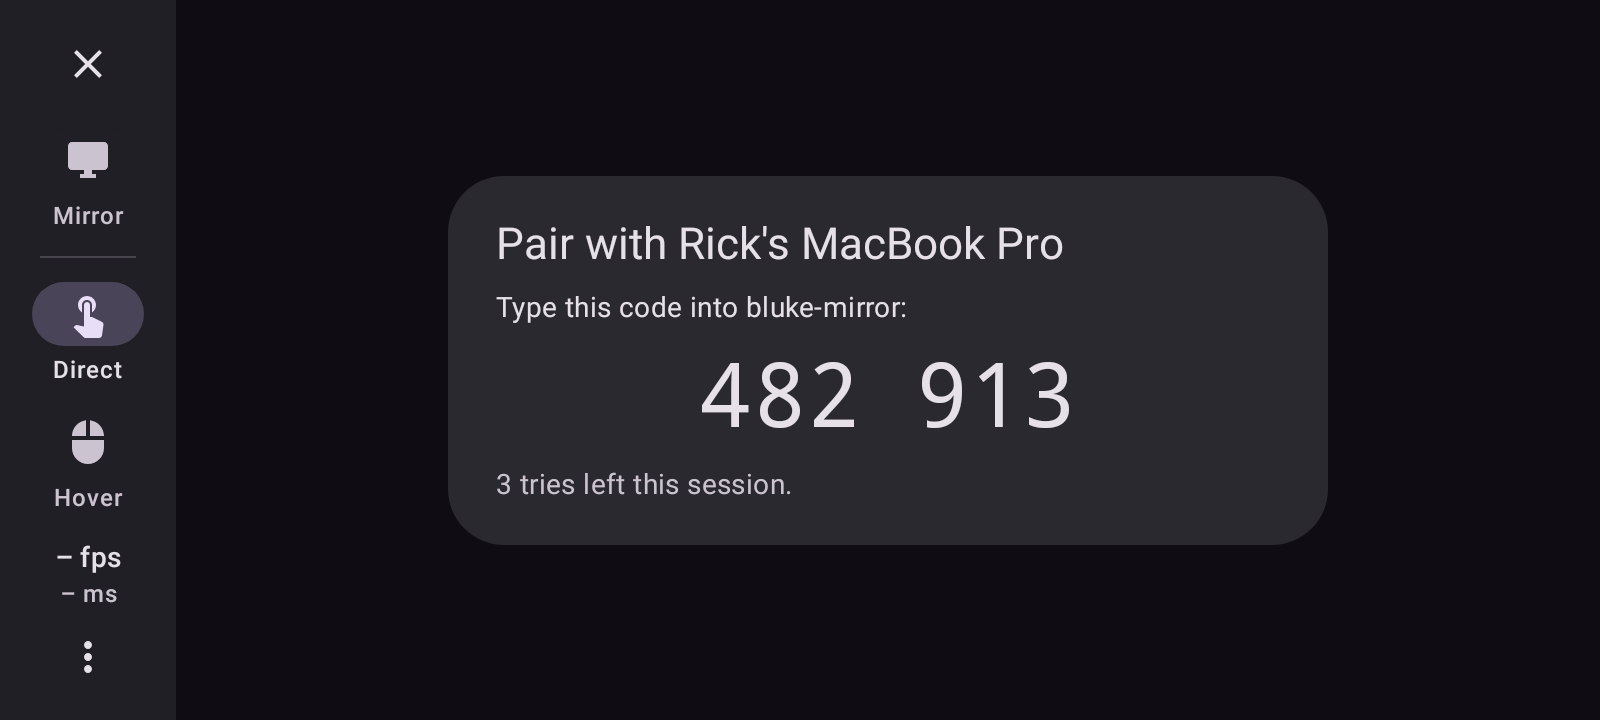 Mirror
Direct
Hover
– fps
– ms
Pair with Rick's MacBook Pro
Type this code into bluke-mirror:
482 913
3 tries left this session.